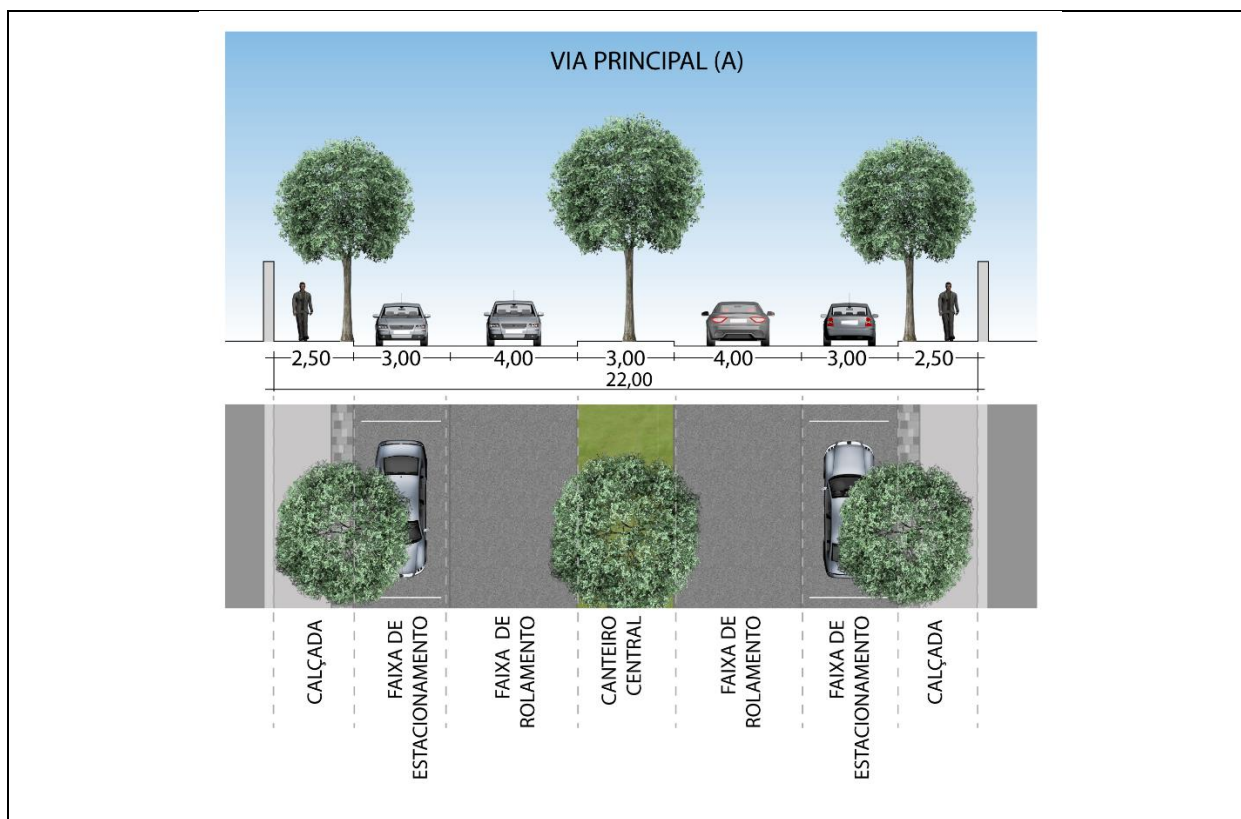 VIA PRINCIPAL (A)
2,50 3,00 4,00 3,00 4,00 3,00 2,50
22,00
CALÇADA
FAIXA DE
ESTACIONAMENTO
FAIXA DE
ROLAMENTO
CANTEIRO
CENTRAL
FAIXA DE
ROLAMENTO
FAIXA DE
ESTACIONAMENTO
CALÇADA